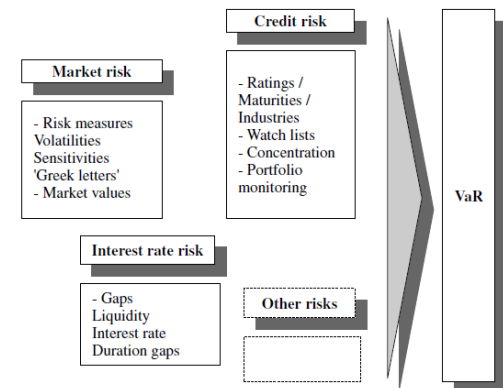 Credit risk
- Ratings /
Maturities /
Industries
- Watch lists
- Concentration
- Portfolio
monitoring
Market risk
- Risk measures
Volatilities
Sensitivities
'Greek letters'
- Market values
VaR
Interest rate risk
- Gaps
Liquidity
Interest rate
Duration gaps
Other risks